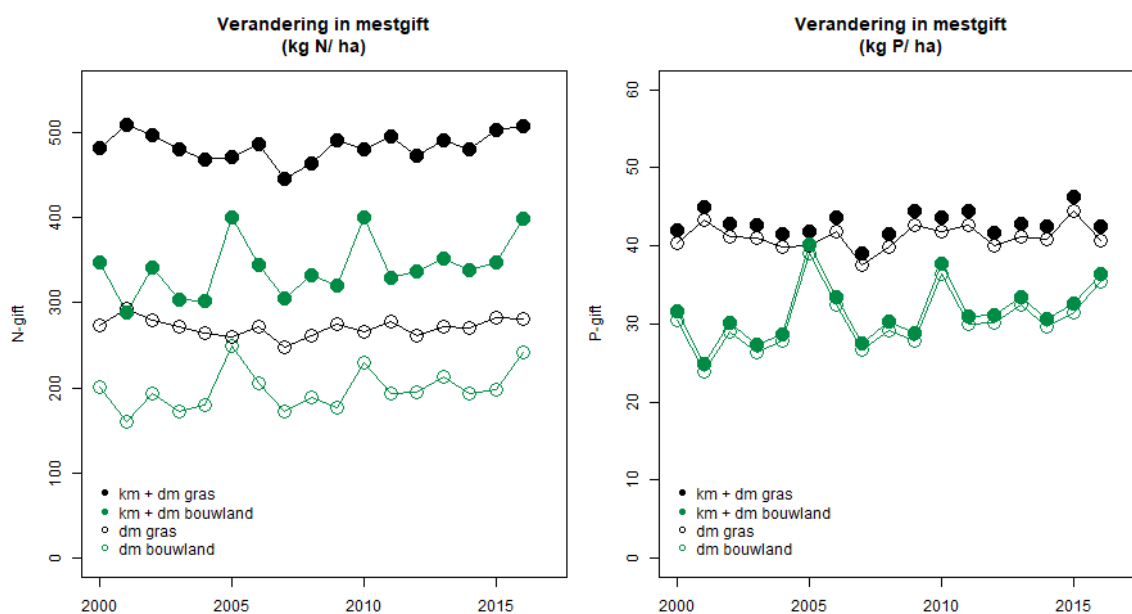 Verandering in mestgift
(kg N/ ha)
N-gift
500
400
300
200
100
0
km + dm gras
km + dm bouwland
dm gras
dm bouwland
2000 2005 2010 2015
Verandering in mestgift
(kg P/ ha)
P-gift
60
50
40
30
20
10
0
km + dm gras
km + dm bouwland
dm gras
dm bouwland
2000 2005 2010 2015